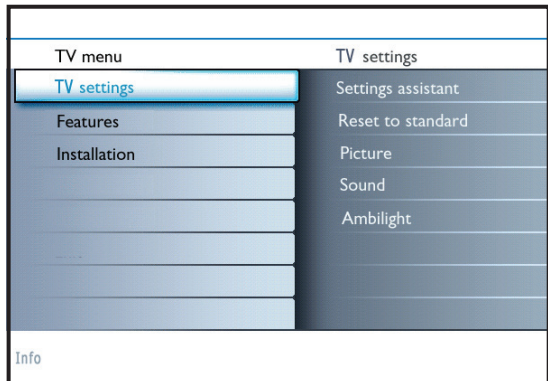 TV menu
TV settings
Features
Installation
TV settings
Settings assistant
Reset to standard
Picture
Sound
Ambilight
Info